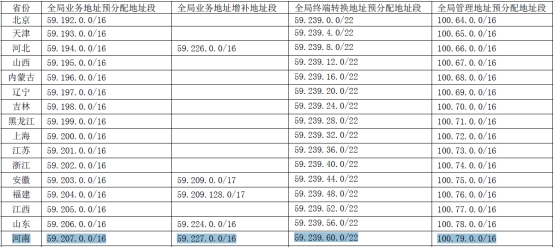 省份 全局业务地址预分配地址段 全局业务地址增补地址段 全局终端转换地址预分配地址段 全局管理地址预分配地址段
北京 59.192.0.0/16 59.239.0.0/22 100.64.0.0/16
天津 59.193.0.0/16 59.239.4.0/22 100.65.0.0/16
河北 59.194.0.0/16 59.226.0.0/16 59.239.8.0/22 100.66.0.0/16
山西 59.195.0.0/16 59.239.12.0/22 100.67.0.0/16
内蒙古 59.196.0.0/16 59.239.16.0/22 100.68.0.0/16
辽宁 59.197.0.0/16 59.239.20.0/22 100.69.0.0/16
吉林 59.198.0.0/16 59.239.24.0/22 100.70.0.0/16
黑龙江 59.199.0.0/16 59.239.28.0/22 100.71.0.0/16
上海 59.200.0.0/16 59.239.32.0/22 100.72.0.0/16
江苏 59.201.0.0/16 59.239.36.0/22 100.73.0.0/16
浙江 59.202.0.0/16 59.239.40.0/22 100.74.0.0/16
安徽 59.203.0.0/16 59.209.0.0/17 59.239.44.0/22 100.75.0.0/16
福建 59.204.0.0/16 59.209.128.0/17 59.239.48.0/22 100.76.0.0/16
江西 59.205.0.0/16 59.239.52.0/22 100.77.0.0/16
山东 59.206.0.0/16 59.224.0.0/16 59.239.56.0/22 100.78.0.0/16
河南 59.207.0.0/16 59.227.0.0/16 59.239.60.0/22 100.79.0.0/16